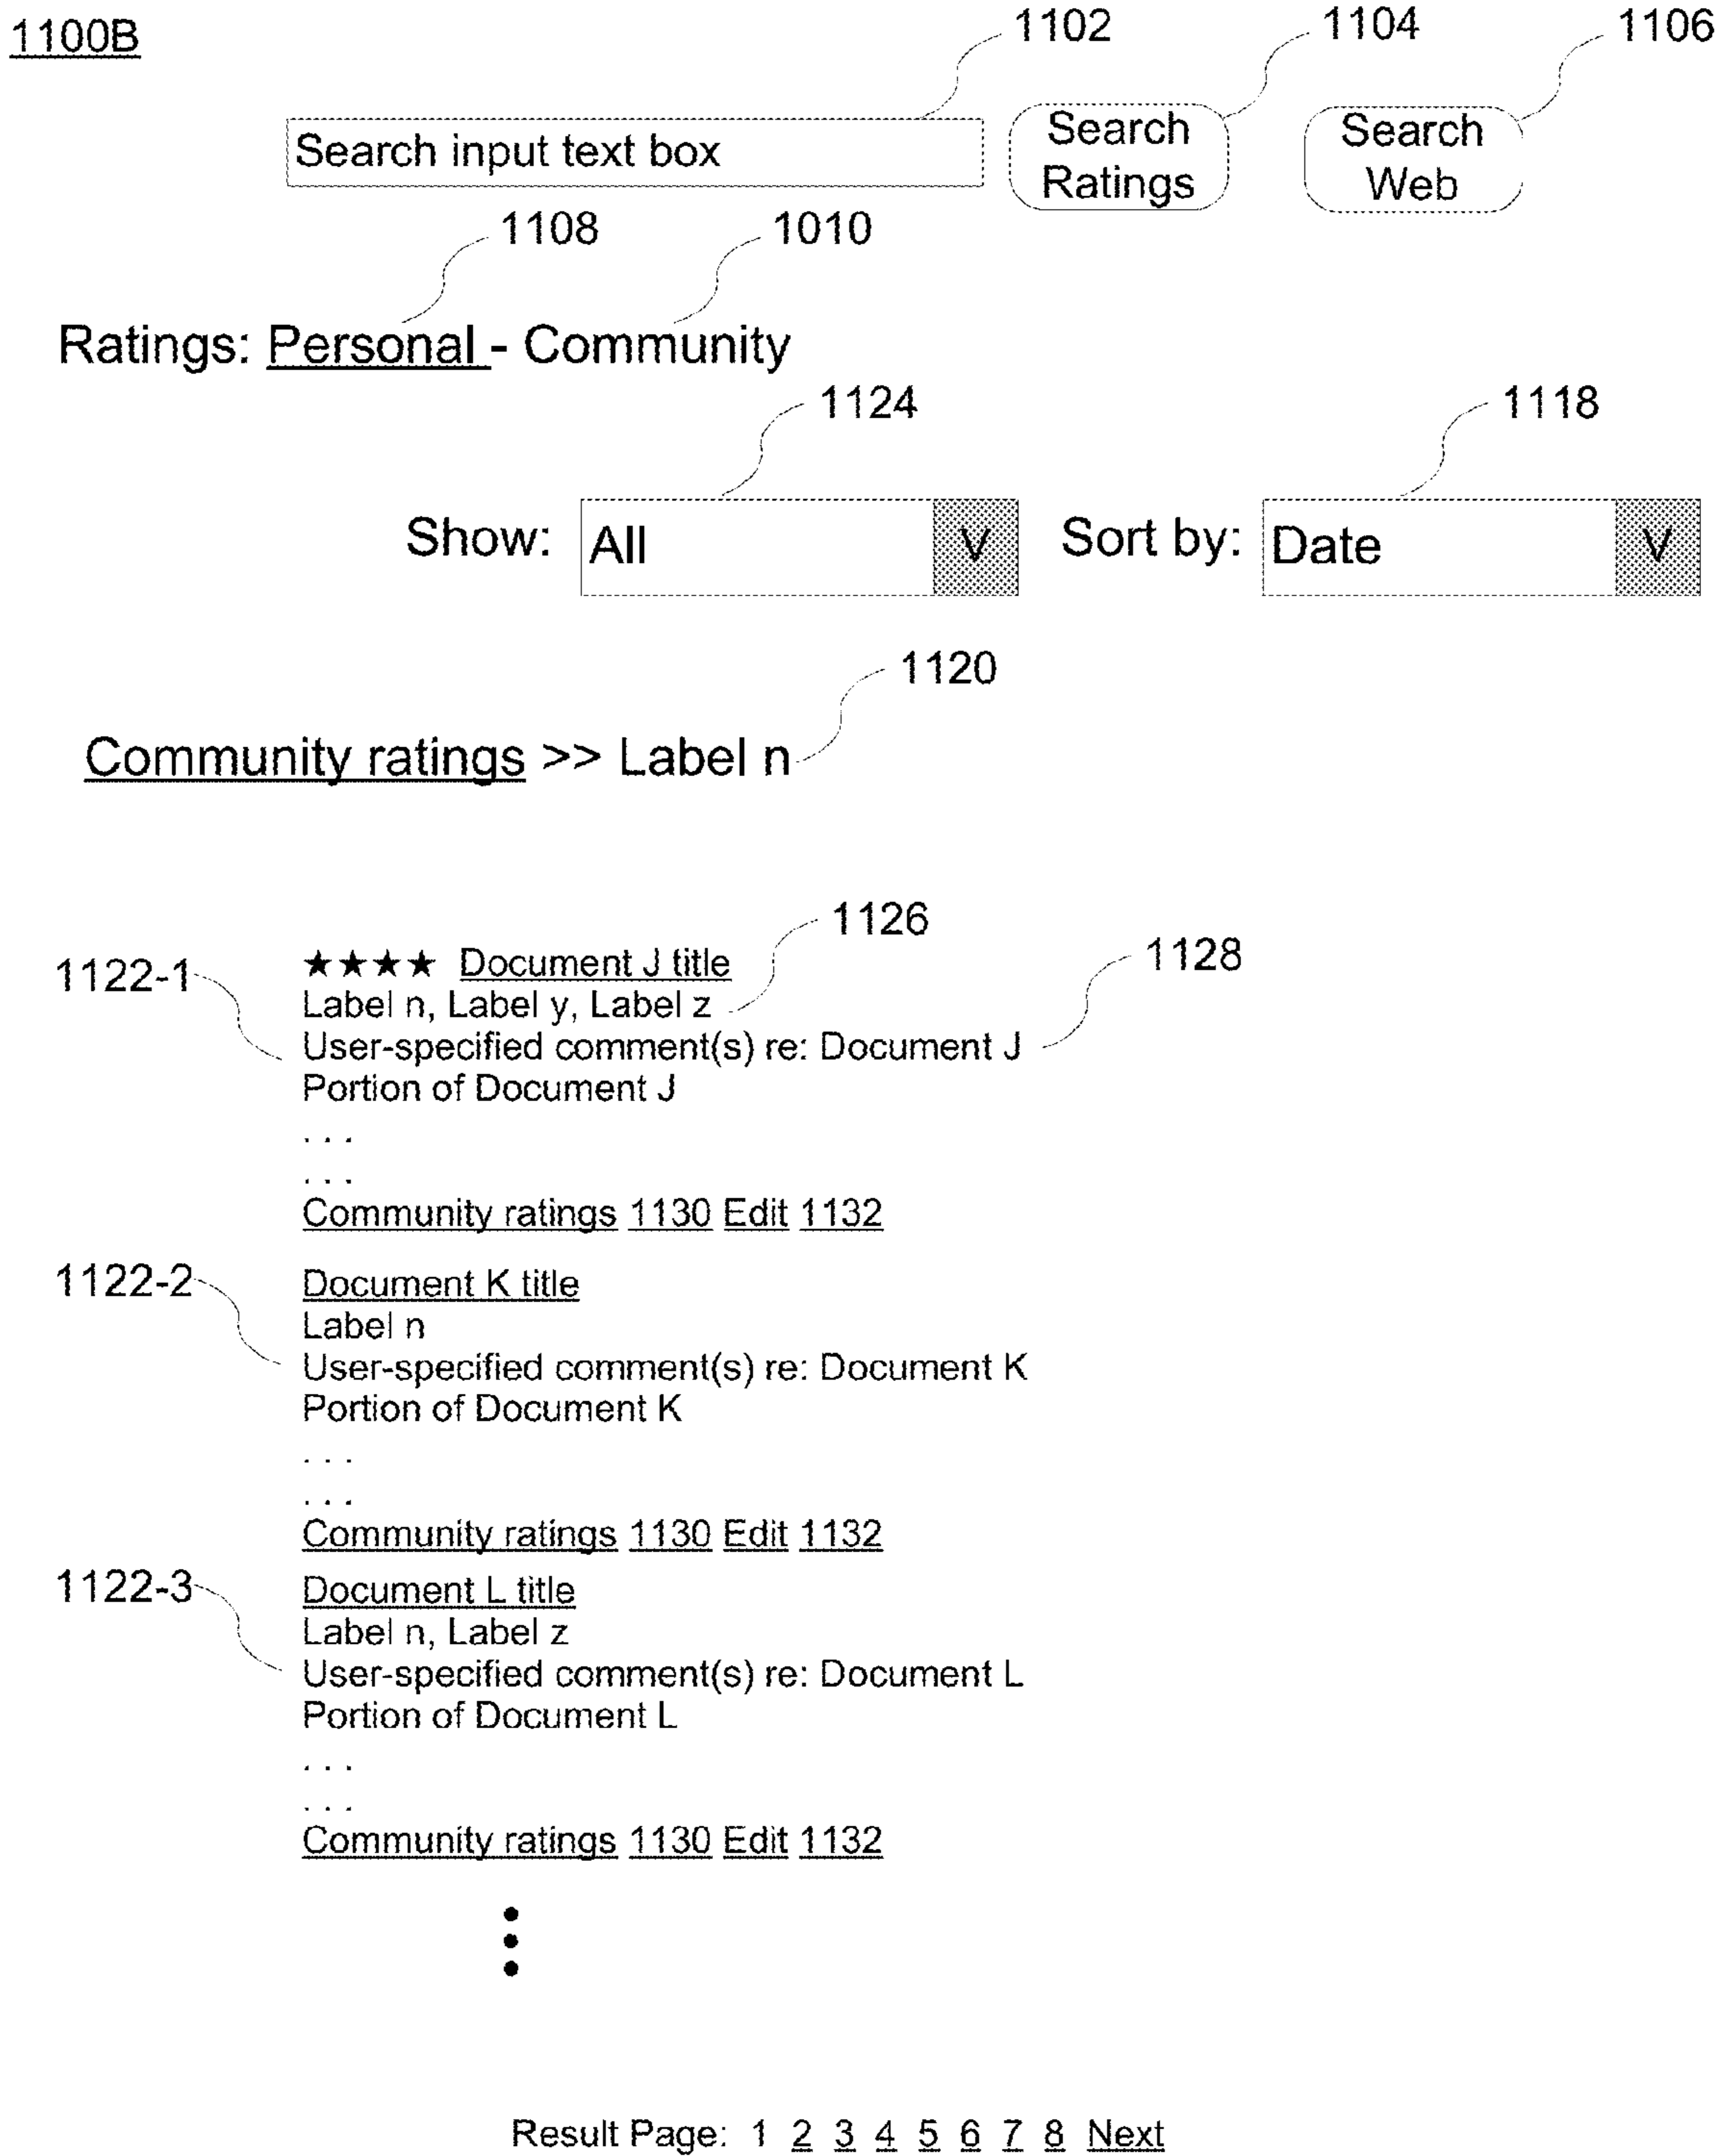 1100B
1102 1104 1106
Search input text box
Search Ratings
Search Web
1108 1010
Ratings: Personal - Community
1124 1118
Show: All V Sort by: Date V
1120
Community ratings >> Label n
1126
1128
1122-1
★★★★ Document J title
Label n, Label y, Label z
User-specified comment(s) re: Document J
Portion of Document J
. . .
. . .
Community ratings 1130 Edit 1132
1122-2
Document K title
Label n
User-specified comment(s) re: Document K
Portion of Document K
. . .
. . .
Community ratings 1130 Edit 1132
1122-3
Document L title
Label n, Label z
User-specified comment(s) re: Document L
Portion of Document L
. . .
. . .
Community ratings 1130 Edit 1132
Result Page: 1 2 3 4 5 6 7 8 Next